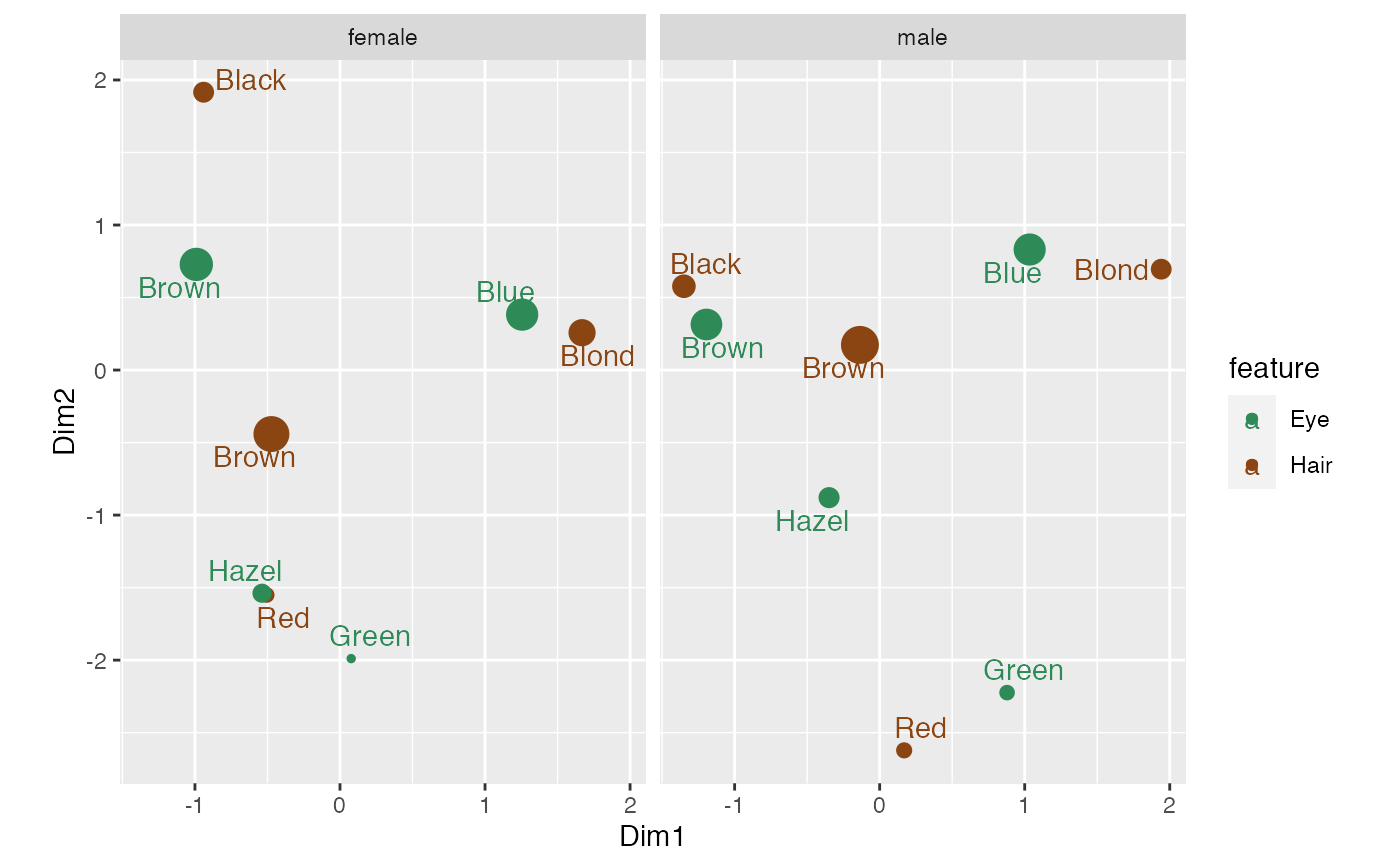 female
male
2
1
0
-1
-2
Dim2
Black
Brown
Blue
Blond
Brown
Hazel
Red
Green
Black
Brown
Brown
Blue
Blond
Hazel
Green
Red
-1
0
1
2
-1
0
1
2
Dim1
feature
a Eye
a Hair